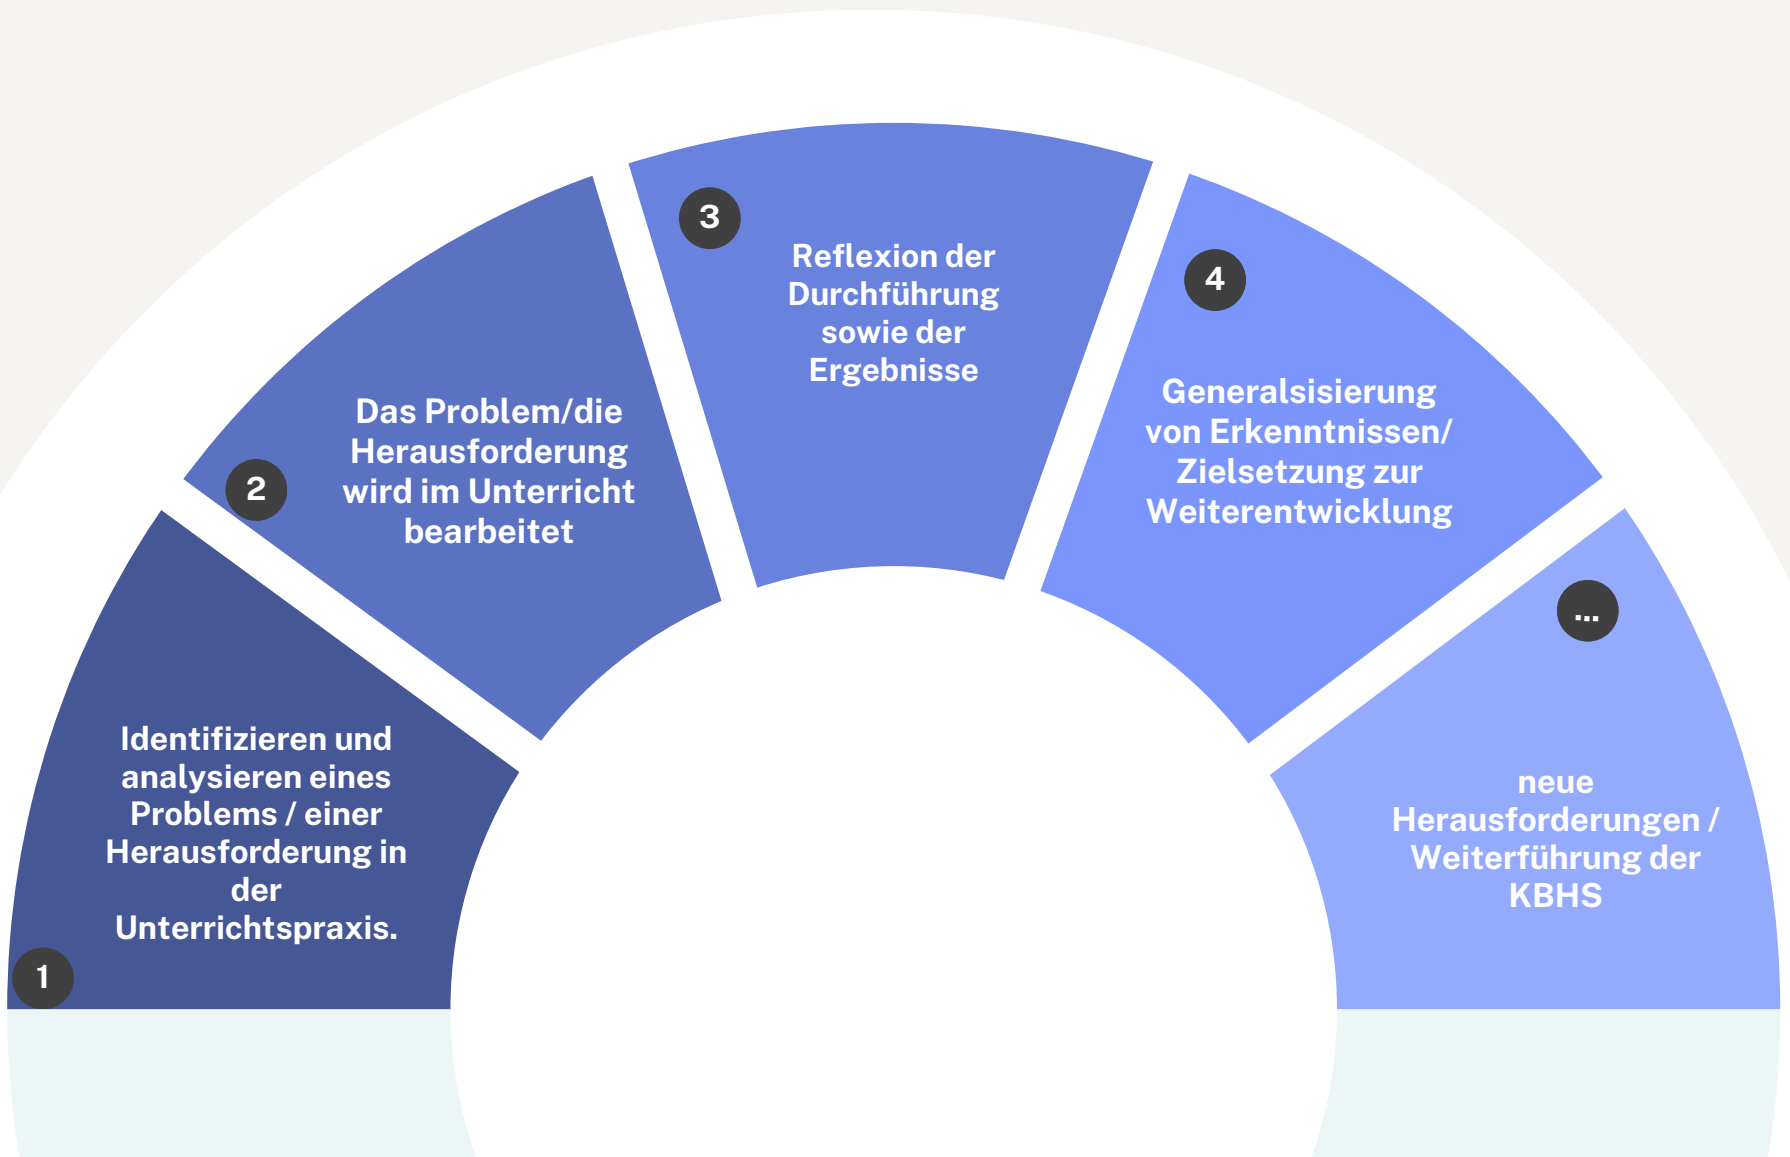 1
Identifizieren und
analysieren eines
Problems / einer
Herausforderung in
der
Unterrichtspraxis.
2
Das Problem/die
Herausforderung
wird im Unterricht
bearbeitet
3
Reflexion der
Durchführung
sowie der
Ergebnisse
4
Generalsisierung
von Erkenntnissen/
Zielsetzung zur
Weiterentwicklung
...
neue
Herausforderungen /
Weiterführung der
KBHS